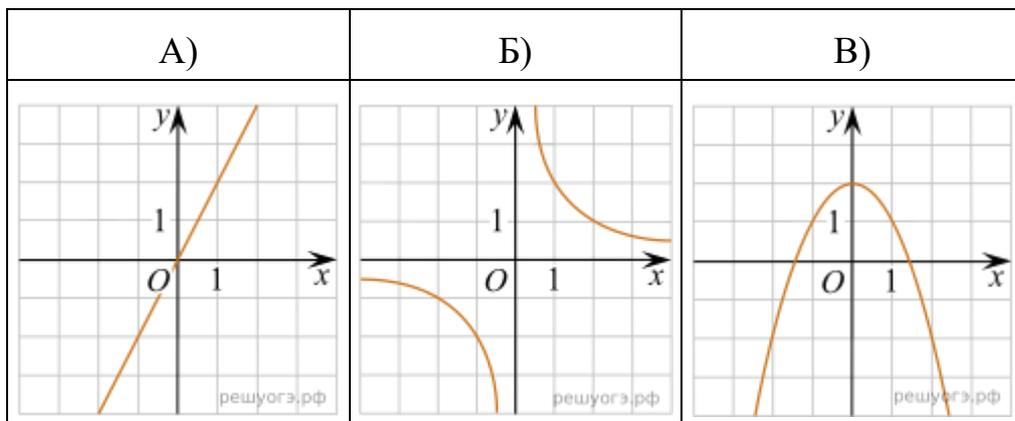 А) Б) В)
y y y
1 1 1
O 1 x O 1 x O 1 x
решуогэ.рф решуогэ.рф решуогэ.рф